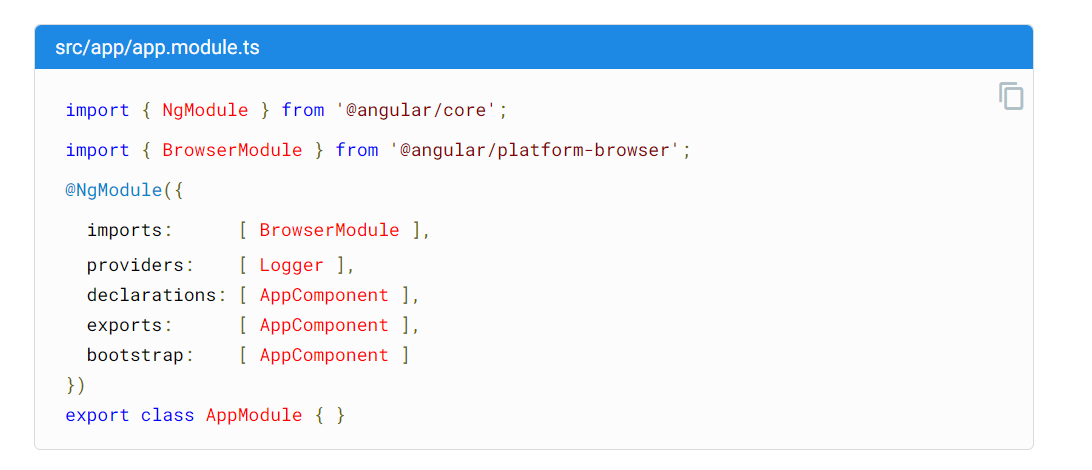 src/app/app.module.ts
import { NgModule } from '@angular/core';
import { BrowserModule } from '@angular/platform-browser';
@NgModule({
  imports:      [ BrowserModule ],
  providers:    [ Logger ],
  declarations: [ AppComponent ],
  exports:      [ AppComponent ],
  bootstrap:    [ AppComponent ]
})
export class AppModule { }